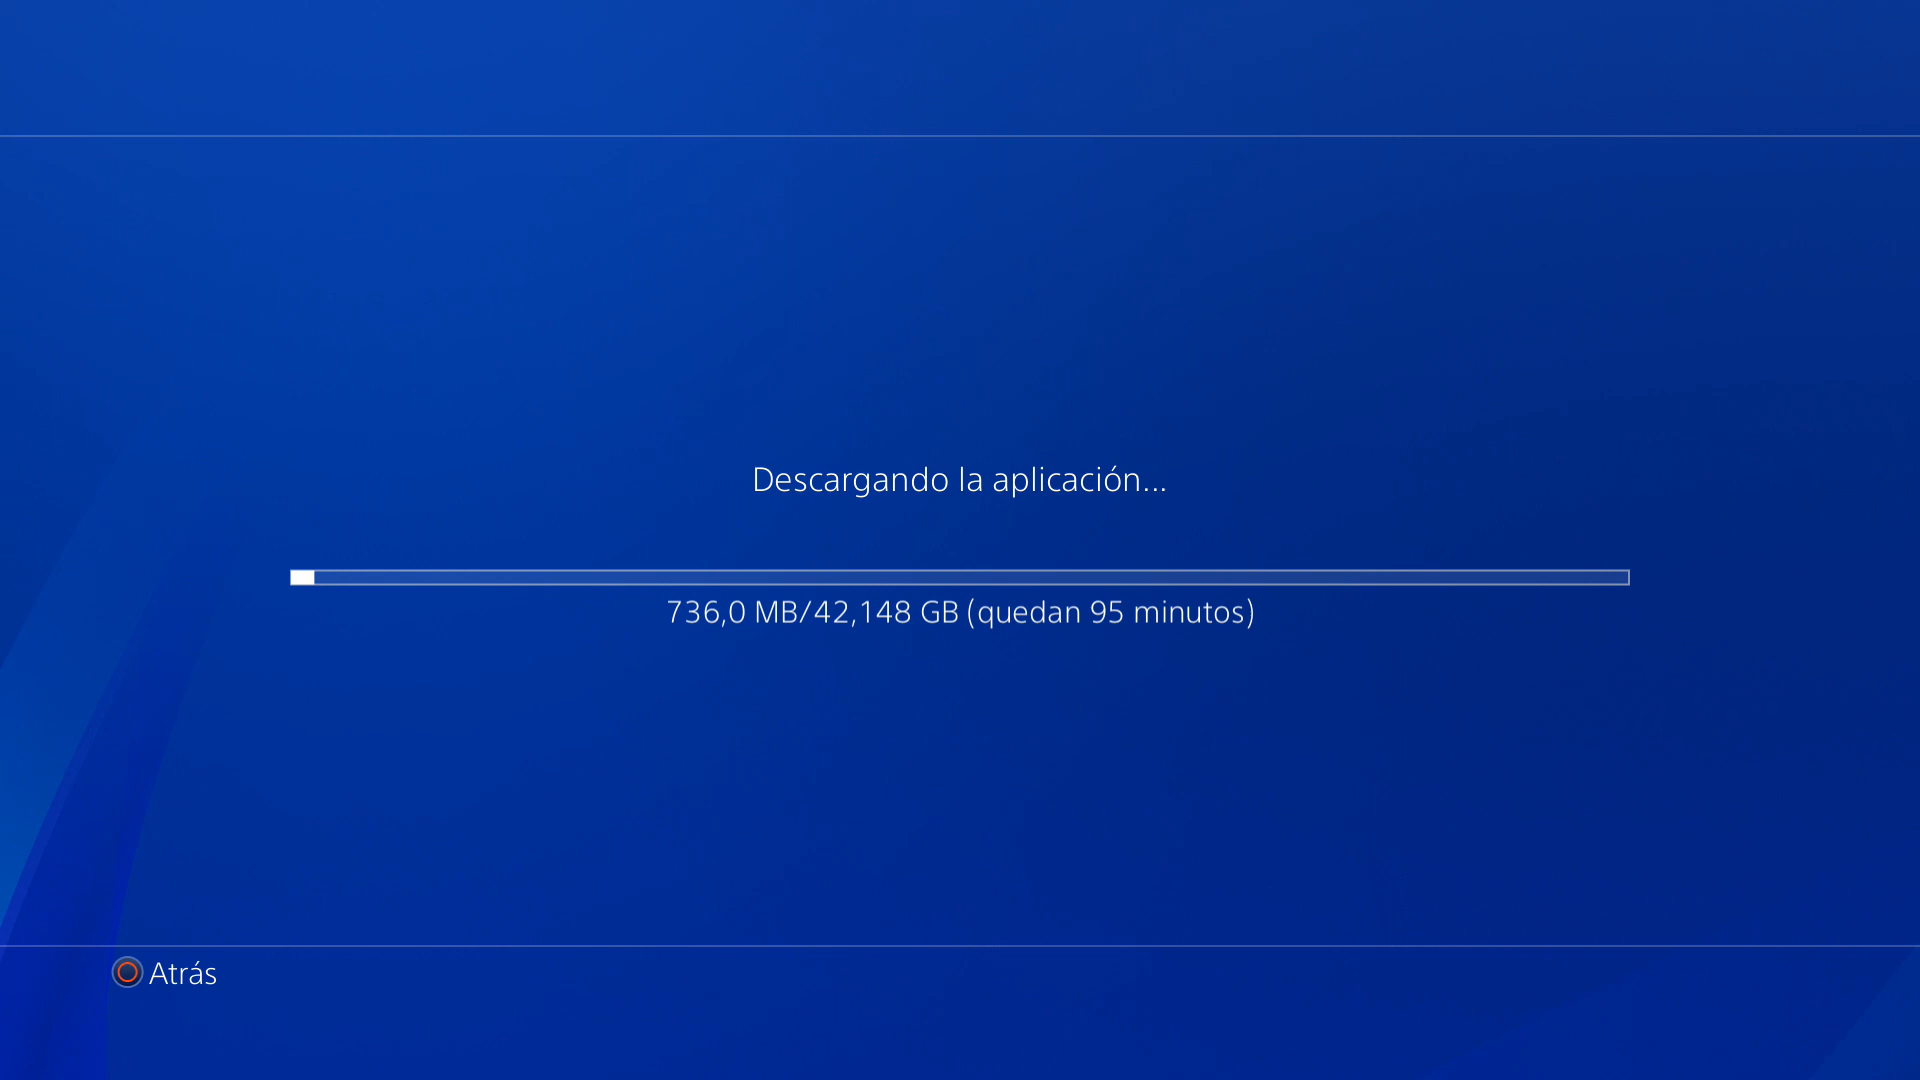 Descargando la aplicación...
736,0 MB/42,148 GB (quedan 95 minutos)
Atrás